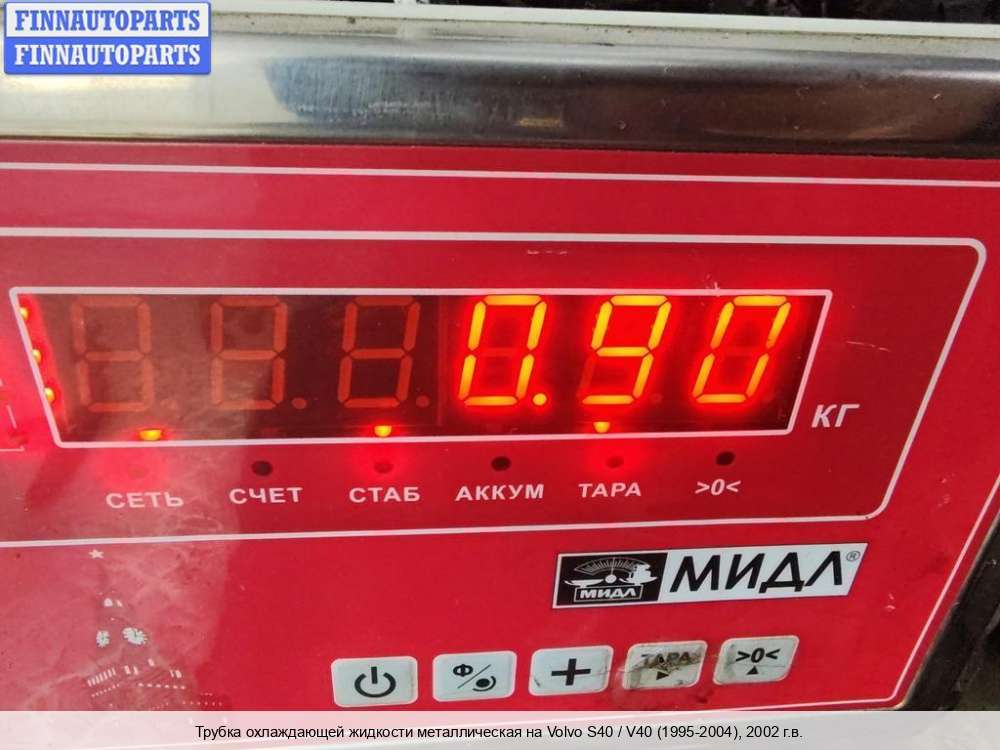 FINNAUTOPARTS
FINNAUTOPARTS
0.90
КГ
СЕТЬ СЧЕТ СТАБ АККУМ ТАРА >0<
МИДЛ МИДЛ®
Ф ТАРА >0<
Трубка охлаждающей жидкости металлическая на Volvo S40 / V40 (1995-2004), 2002 г.в.